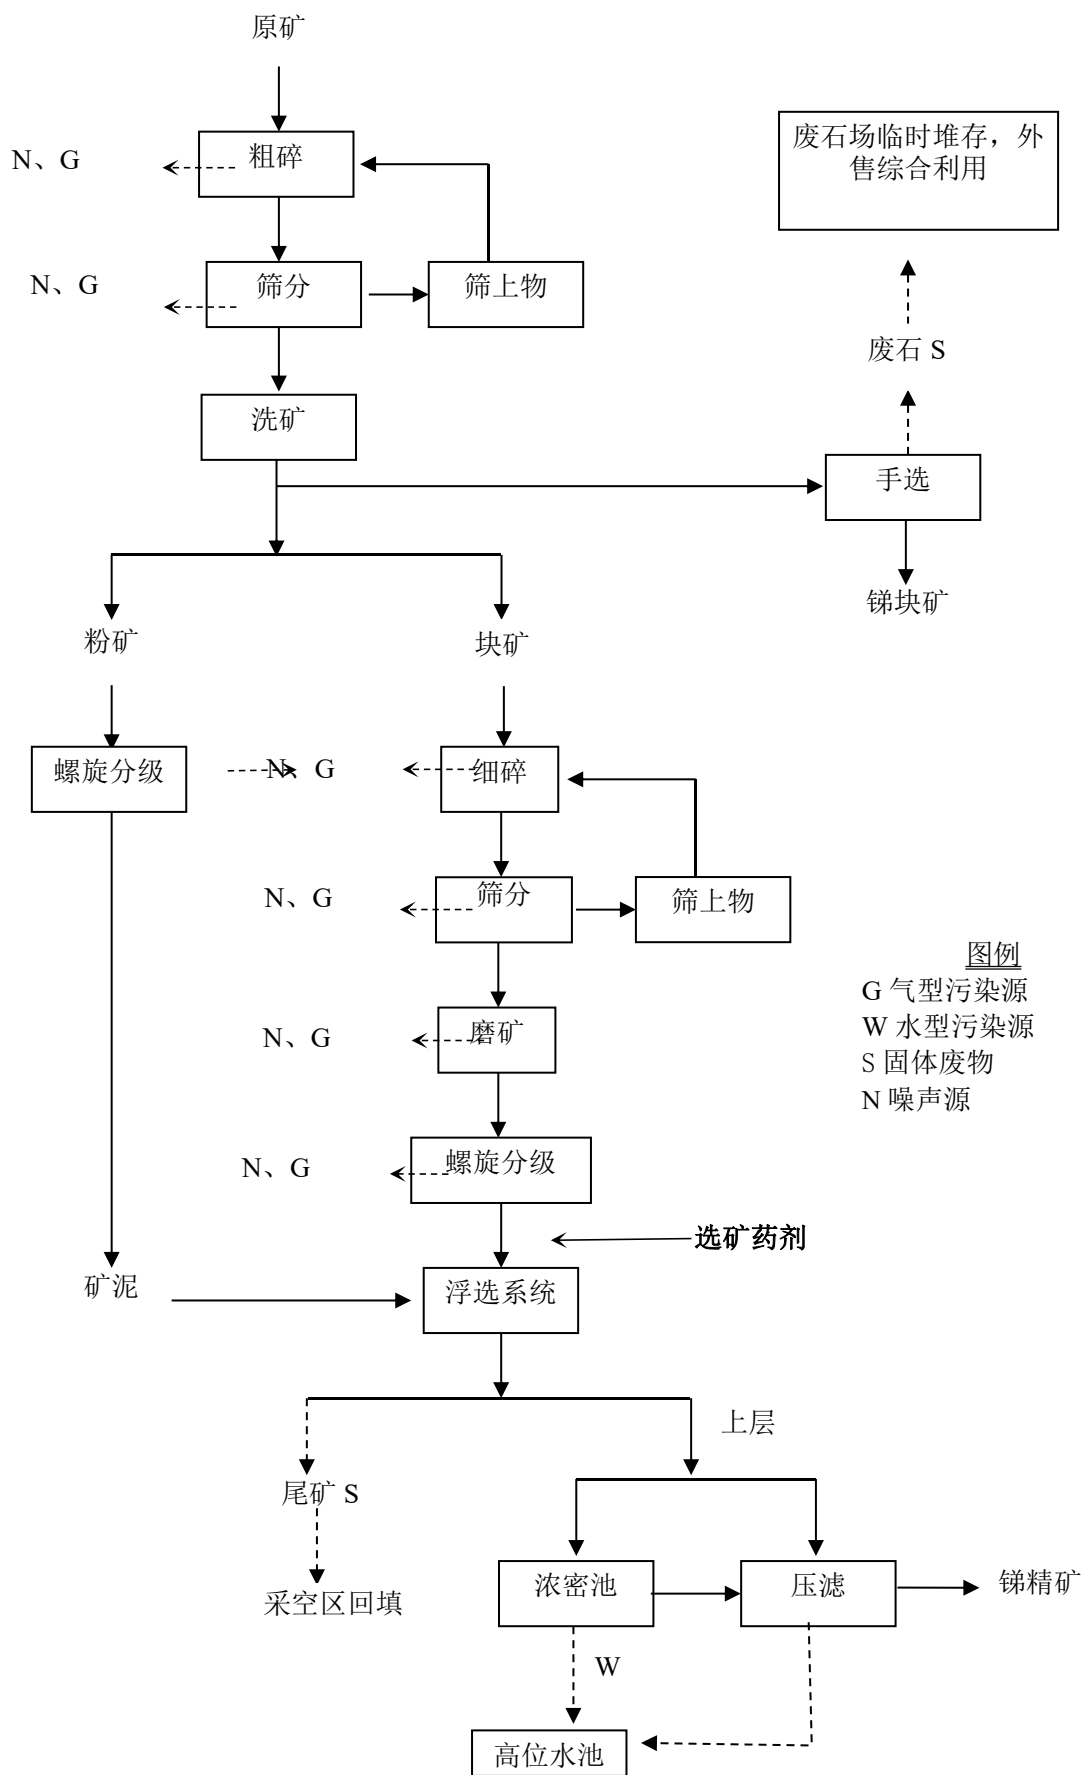 原矿
粗碎
N、G
废石场临时堆存，外
售综合利用
筛分
N、G
筛上物
废石 S
洗矿
手选
锑块矿
粉矿
块矿
螺旋分级
N、G
细碎
N、G
筛分
筛上物
图例
G 气型污染源
W 水型污染源
S 固体废物
N 噪声源
N、G
磨矿
N、G
螺旋分级
选矿药剂
矿泥
浮选系统
上层
尾矿 S
采空区回填
浓密池
压滤
锑精矿
W
高位水池